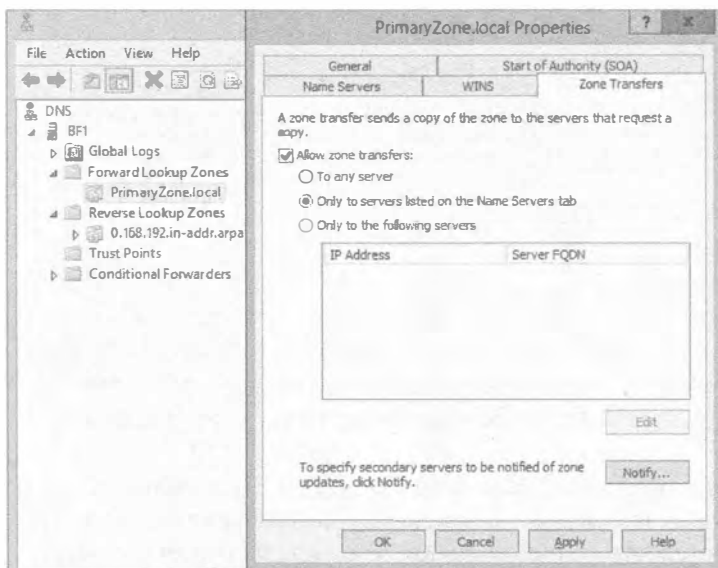 PrimaryZone.local Properties
?
File Action View Help
DNS
BF1
Global Logs
Forward Lookup Zones
PrimaryZone.local
Reverse Lookup Zones
0.168.192.in-addr.arpa
Trust Points
Conditional Forwarders
General
Start of Authority (SOA)
Name Servers
WINS
Zone Transfers
A zone transfer sends a copy of the zone to the servers that request a
copy.
Allow zone transfers:
To any server
Only to servers listed on the Name Servers tab
Only to the following servers
IP Address
Server FQDN
Edit
To specify secondary servers to be notified of zone
updates, click Notify.
Notify...
OK
Cancel
Apply
Help